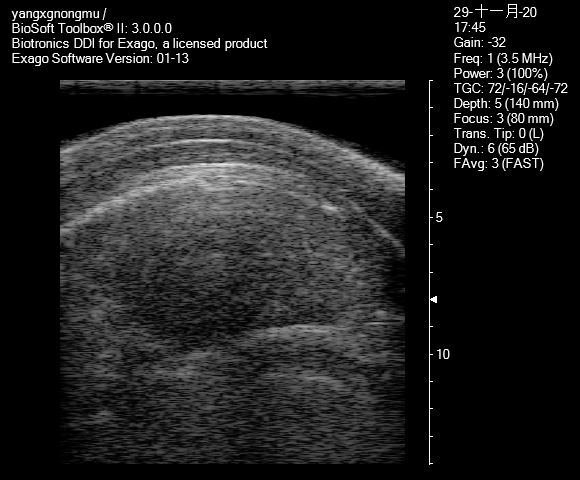 yangxgnongmu /
BioSoft Toolbox® II: 3.0.0.0
Biotronics DDI for Exago, a licensed product
Exago Software Version: 01-13
29-十一月-20
17:45
Gain: -32
Freq: 1 (3.5 MHz)
Power: 3 (100%)
TGC: 72/-16/-64/-72
Depth: 5 (140 mm)
Focus: 3 (80 mm)
Trans. Tip: 0 (L)
Dyn.: 6 (65 dB)
FAvg: 3 (FAST)
5
10